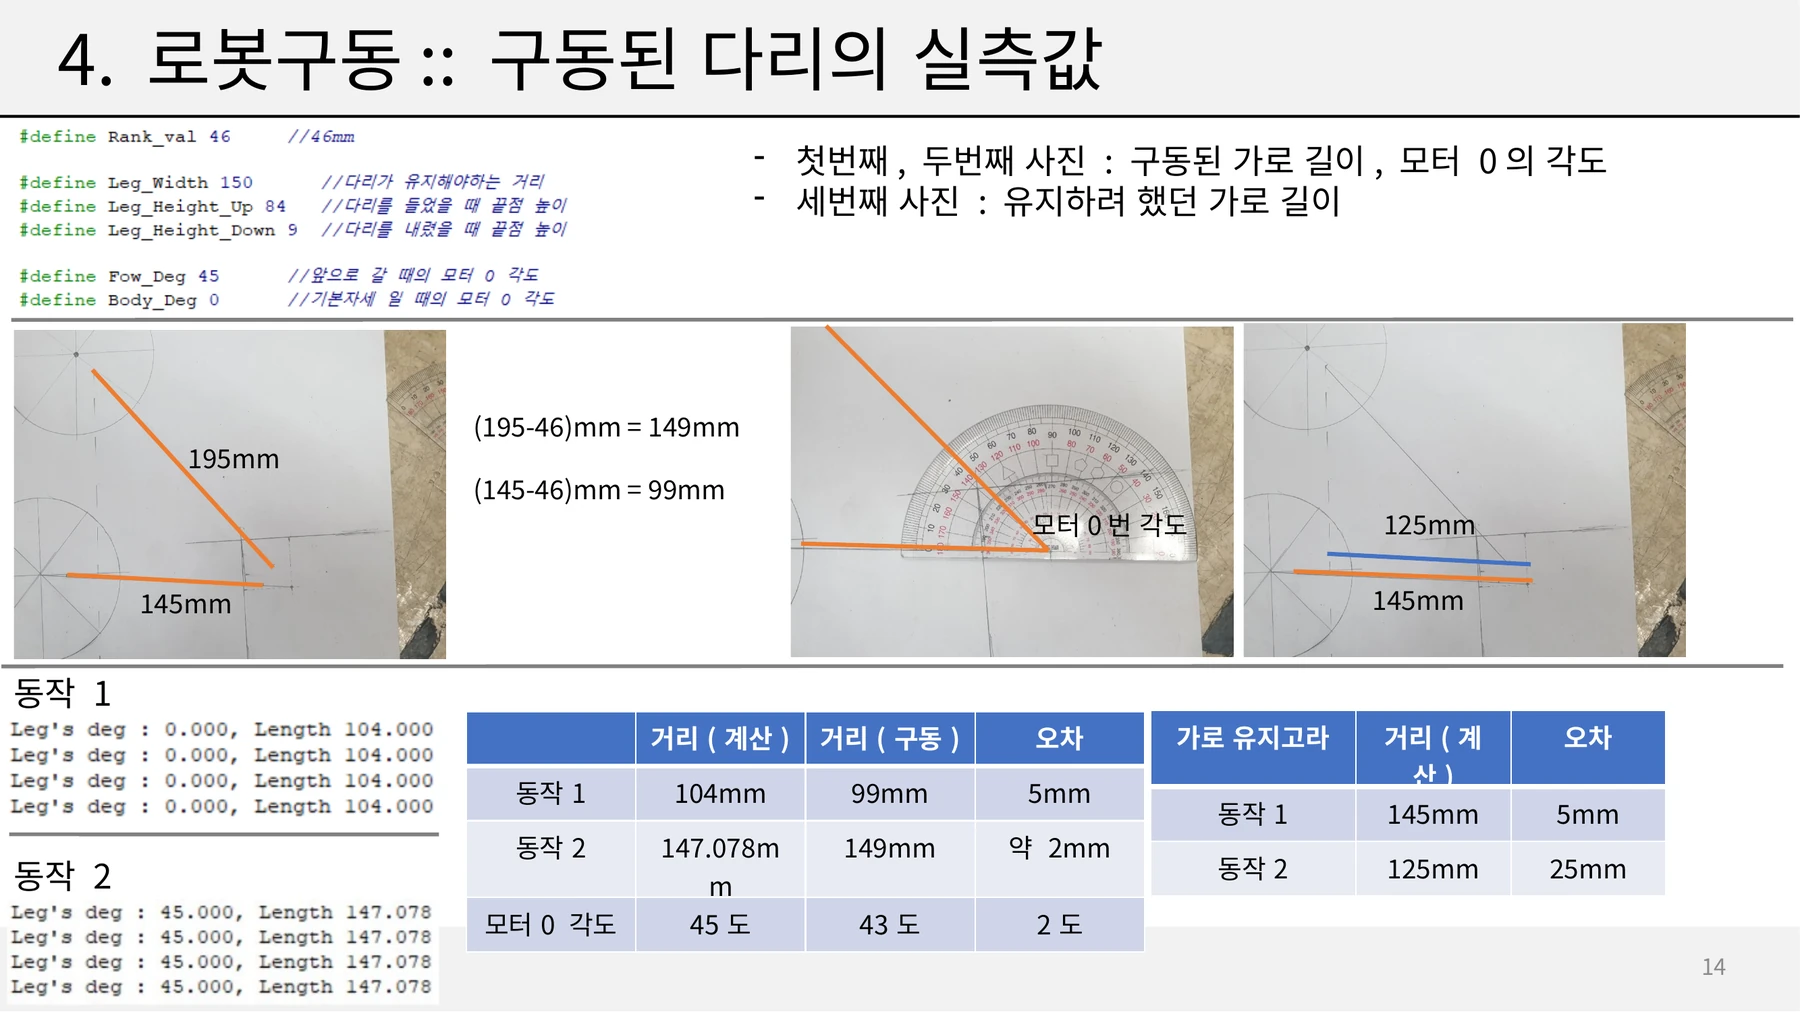 4. 로봇구동 :: 구동된 다리의 실측값
#define Rank_val 46 //46mm
#define Leg_Width 150 //다리가 유지해야하는 거리
#define Leg_Height_Up 84 //다리를 들었을 때 끝점 높이
#define Leg_Height_Down 9 //다리를 내렸을 때 끝점 높이
#define Fow_Deg 45 //앞으로 갈 때의 모터 0 각도
#define Body_Deg 0 //기본자세 일 때의 모터 0 각도
- 첫번째 , 두번째 사진 : 구동된 가로 길이 , 모터 0 의 각도
- 세번째 사진 : 유지하려 했던 가로 길이
195mm
145mm
(195-46)mm = 149mm
(145-46)mm = 99mm
모터 0 번 각도
125mm
145mm
동작 1
Leg's deg : 0.000, Length 104.000
Leg's deg : 0.000, Length 104.000
Leg's deg : 0.000, Length 104.000
Leg's deg : 0.000, Length 104.000
동작 2
Leg's deg : 45.000, Length 147.078
Leg's deg : 45.000, Length 147.078
Leg's deg : 45.000, Length 147.078
Leg's deg : 45.000, Length 147.078
거리 ( 계산 ) 거리 ( 구동 ) 오차
동작 1 104mm 99mm 5mm
동작 2 147.078m
m 149mm 약 2mm
모터 0 각도 45 도 43 도 2 도
가로 유지고라 거리 ( 계
산 ) 오차
동작 1 145mm 5mm
동작 2 125mm 25mm
14